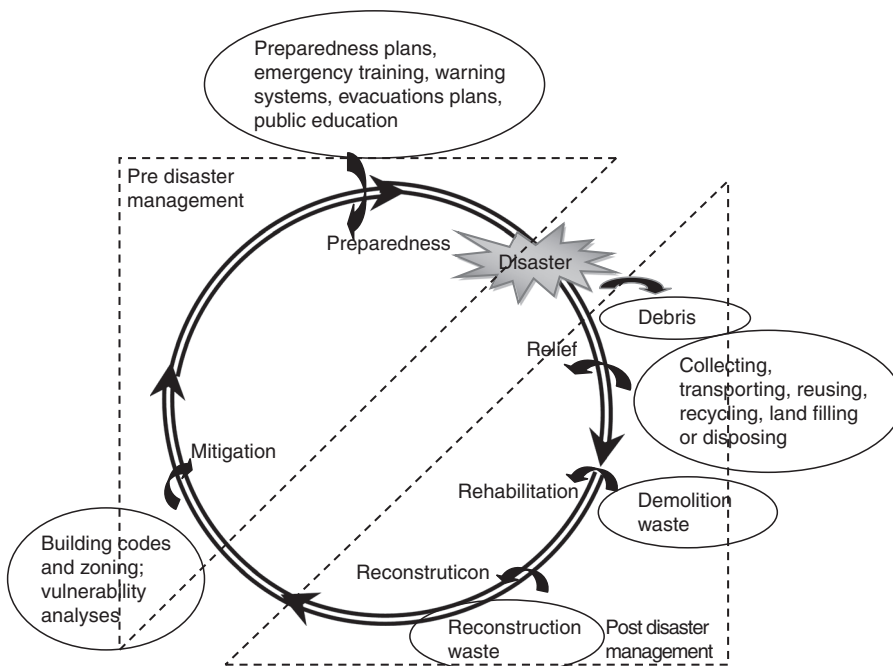 Preparedness plans,
emergency training, warning
systems, evacuations plans,
public education
Pre disaster
management
Preparedness
Disaster
Debris
Relief
Collecting,
transporting, reusing,
recycling, land filling
or disposing
Mitigation
Rehabilitation
Demolition
waste
Building codes
and zoning;
vulnerability
analyses
Reconstruticon
Reconstruction
waste
Post disaster
management